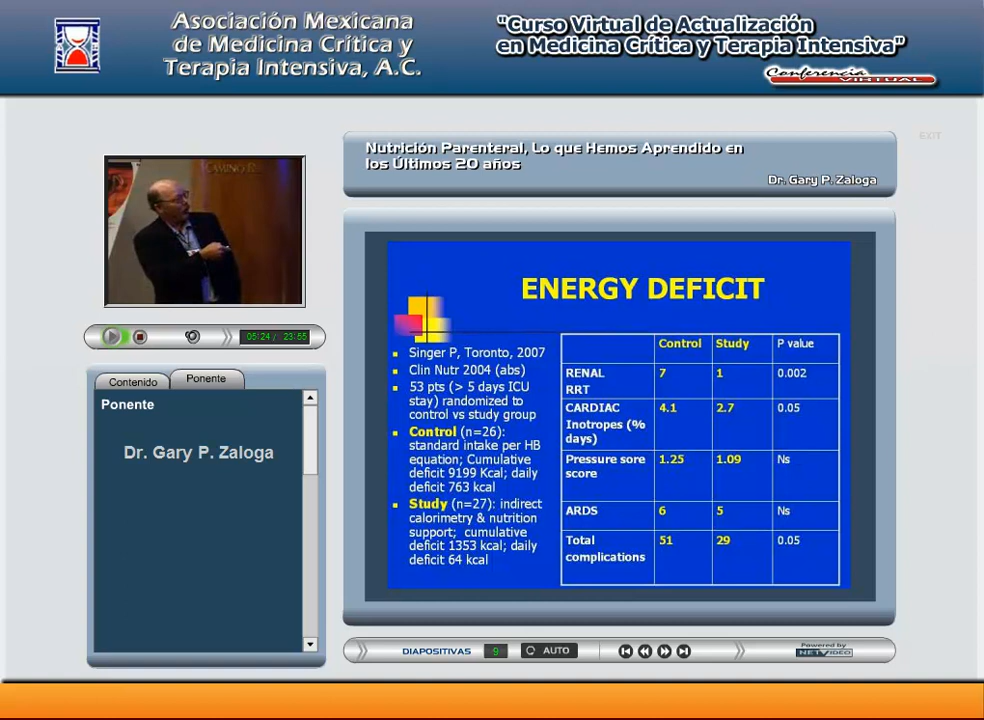 Asociación Mexicana
de Medicina Crítica y
Terapia Intensiva, A.C.
"Curso Virtual de Actualización
en Medicina Crítica y Terapia Intensiva"
Conferencia
VIRTUAL
EXIT
Nutrición Parenteral, Lo que Hemos Aprendido en
los Últimos 20 años
Dr. Gary P. Zaloga
CAMINO R
05:24 / 23:55
Contenido
Ponente
Ponente
Dr. Gary P. Zaloga
ENERGY DEFICIT
Singer P, Toronto, 2007
Clin Nutr 2004 (abs)
53 pts (> 5 days ICU
stay) randomized to
control vs study group
Control (n=26):
standard intake per HB
equation; Cumulative
deficit 9199 Kcal; daily
deficit 763 kcal
Study (n=27): indirect
calorimetry & nutrition
support; cumulative
deficit 1353 kcal; daily
deficit 64 kcal
Control Study P value
RENAL 7 1 0.002
RRT
CARDIAC 4.1 2.7 0.05
Inotropes (%
days)
Pressure sore 1.25 1.09 Ns
score
ARDS 6 5 Ns
Total 51 29 0.05
complications
DIAPOSITIVAS 9 AUTO
Powered by
NETVIDEO